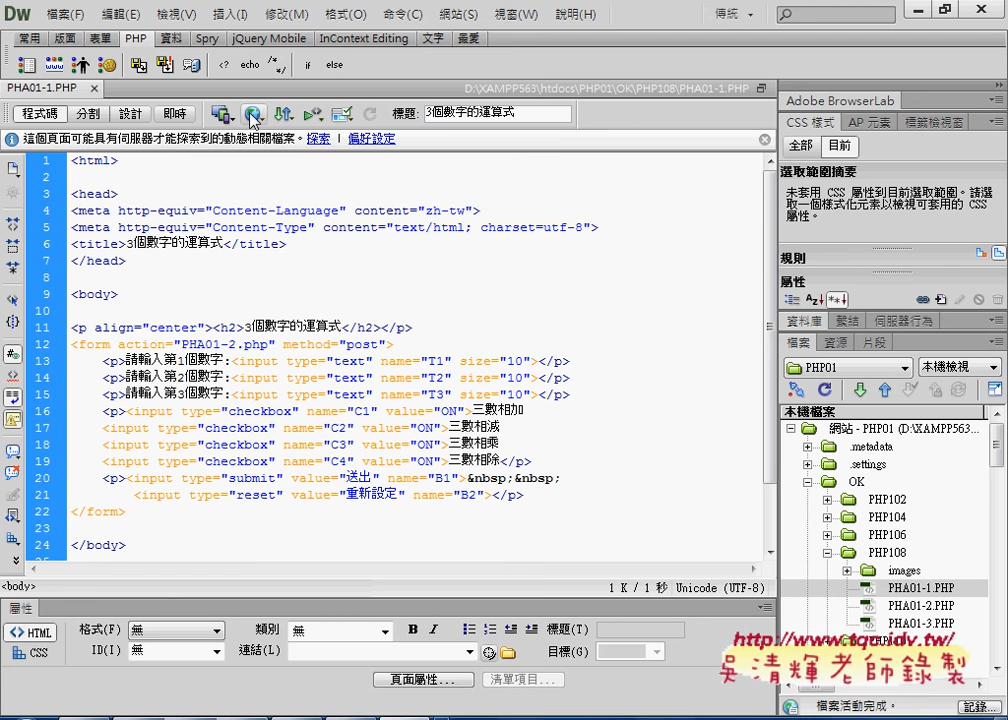 Dw 檔案(F) 編輯(E) 檢視(V) 插入(I) 修改(M) 格式(O) 命令(C) 網站(S) 視窗(W) 說明(H) 傳統
常用 版面 表單 PHP 資料 Spry jQuery Mobile InContext Editing 文字 最愛
<? echo /*/ if else
PHA01-1.PHP × D:\XAMPP563\htdocs\PHP01\OK\PHP108\PHA01-1.PHP
程式碼 分割 設計 即時 標題: 3個數字的運算式
這個頁面可能具有伺服器才能探索到的動態相關檔案。 探索 | 偏好設定
1 <html>
2
3 <head>
4 <meta http-equiv="Content-Language" content="zh-tw">
5 <meta http-equiv="Content-Type" content="text/html; charset=utf-8">
6 <title>3個數字的運算式</title>
7 </head>
8
9 <body>
10
11 <p align="center"><h2>3個數字的運算式</h2></p>
12 <form action="PHA01-2.php" method="post">
13 <p>請輸入第1個數字:<input type="text" name="T1" size="10"></p>
14 <p>請輸入第2個數字:<input type="text" name="T2" size="10"></p>
15 <p>請輸入第3個數字:<input type="text" name="T3" size="10"></p>
16 <p><input type="checkbox" name="C1" value="ON">三數相加
17 <input type="checkbox" name="C2" value="ON">三數相減
18 <input type="checkbox" name="C3" value="ON">三數相乘
19 <input type="checkbox" name="C4" value="ON">三數相除</p>
20 <p><input type="submit" value="送出" name="B1">&nbsp;&nbsp;
21 <input type="reset" value="重新設定" name="B2"></p>
22 </form>
23
24 </body>
<body> 1 K / 1 秒 Unicode (UTF-8)
屬性
<> HTML 格式(F) 無 類別 無 B I 標題(T)
CSS ID(I) 無 連結(L) 目標(G)
頁面屬性... 清單項目...
Adobe BrowserLab
CSS 樣式 AP 元素 標籤檢視窗
全部 目前
選取範圍摘要
未套用 CSS 屬性到目前選取範圍。請選
取一個樣式化元素以檢視可套用的 CSS
屬性。
規則
屬性
資料庫 繫結 伺服器行為
檔案 資源 片段
PHP01 本機檢視
本機檔案
網站 - PHP01 (D:\XAMPP563\...
.metadata
.settings
OK
PHP102
PHP104
PHP106
PHP108
images
PHA01-1.PHP
PHA01-2.PHP
PHA01-3.PHP
http://www.tqu.idv.tw/
吳清輝老師錄製
檔案活動完成。 記錄...